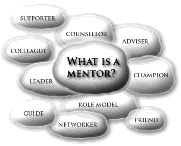 SUPPORTER
COUNSELLOR
ADVISER
COLLEAGUE
WHAT IS A
MENTOR?
LEADER
CHAMPION
ROLE MODEL
GUIDE
NETWORKER
FRIEND